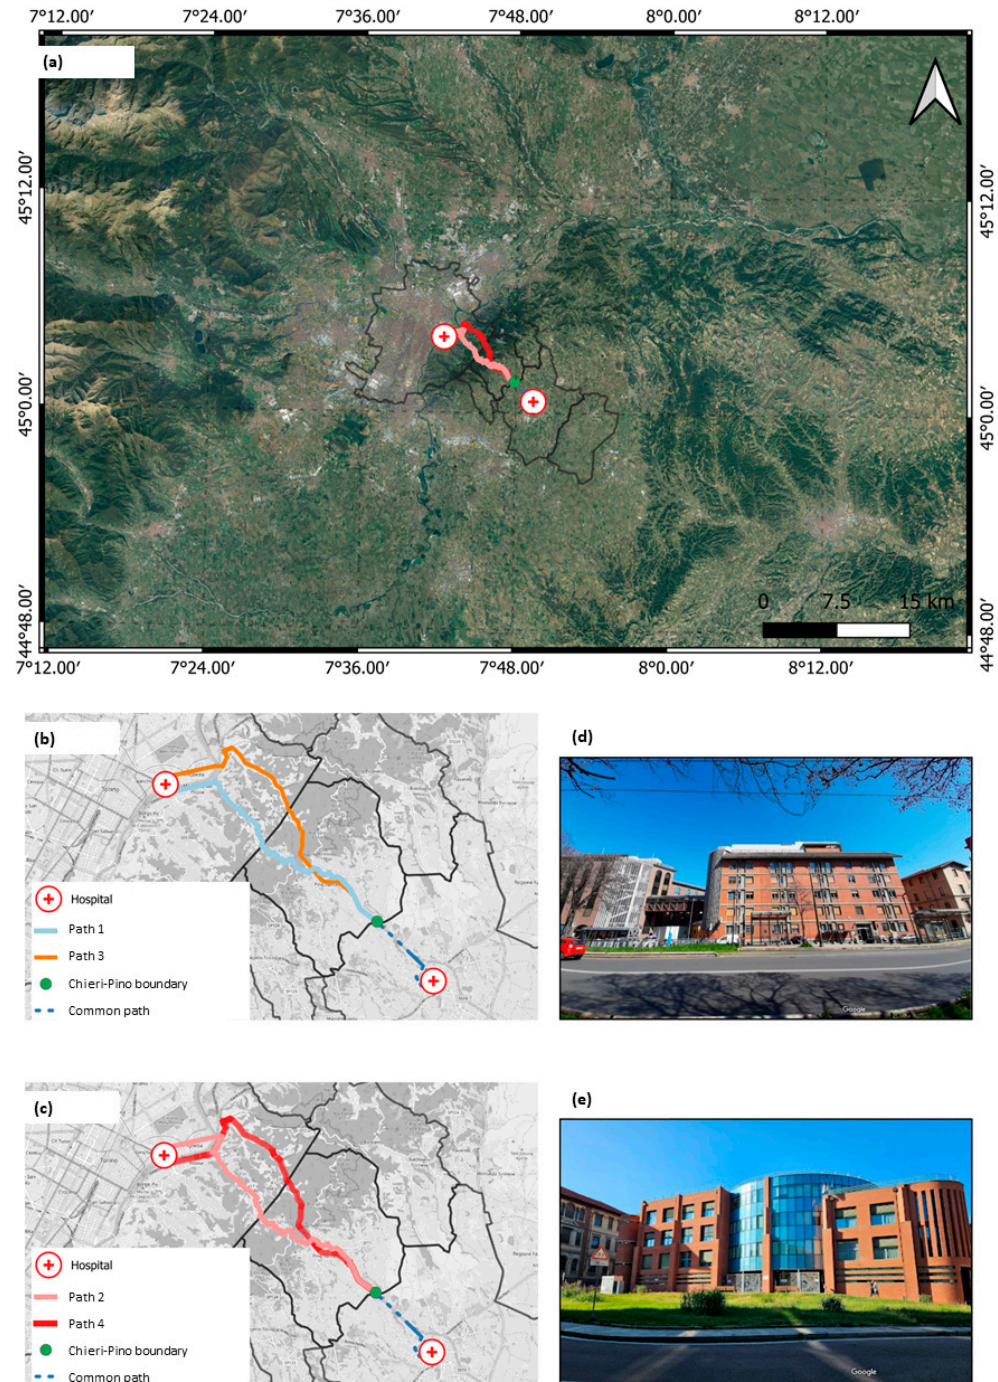 7°12.00′ 7°24.00′ 7°36.00′ 7°48.00′ 8°0.00′ 8°12.00′
(a)
45°12.00′ 45°12.00′
45°0.00′ 45°0.00′
44°48.00′ 44°48.00′
0 7.5 15 km
7°12.00′ 7°24.00′ 7°36.00′ 7°48.00′ 8°0.00′ 8°12.00′
(b)
Torino
Hospital
Path 1
Path 3
Chieri-Pino boundary
Common path
(d)
Google
(c)
Torino
Hospital
Path 2
Path 4
Chieri-Pino boundary
Common path
(e)
Google